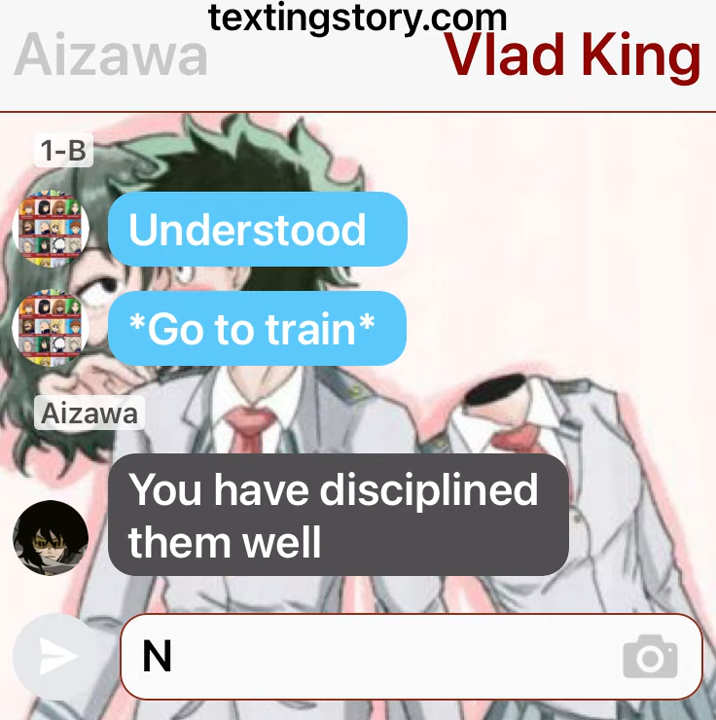 textingstory.com
Aizawa
Vlad King
1-B
Understood
*Go to train*
Aizawa
You have disciplined
them well
N